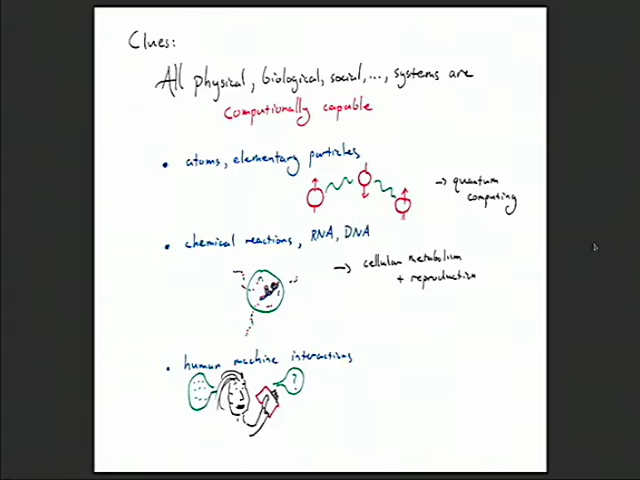 Clues:
All physical, biological, social, ..., systems are
computionally capable
• atoms, elementary particles
→ quantum
computing
• chemical reactions, RNA, DNA
→ cellular metabolism
+ reproduction
• human machine interactions
?